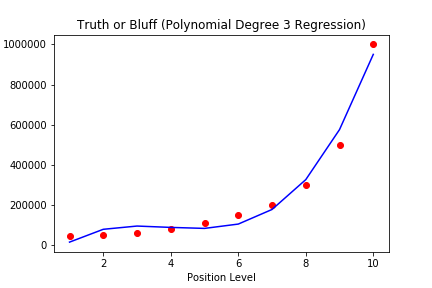 Truth or Bluff (Polynomial Degree 3 Regression)
1000000
800000
600000
400000
200000
0
2 4 6 8 10
Position Level